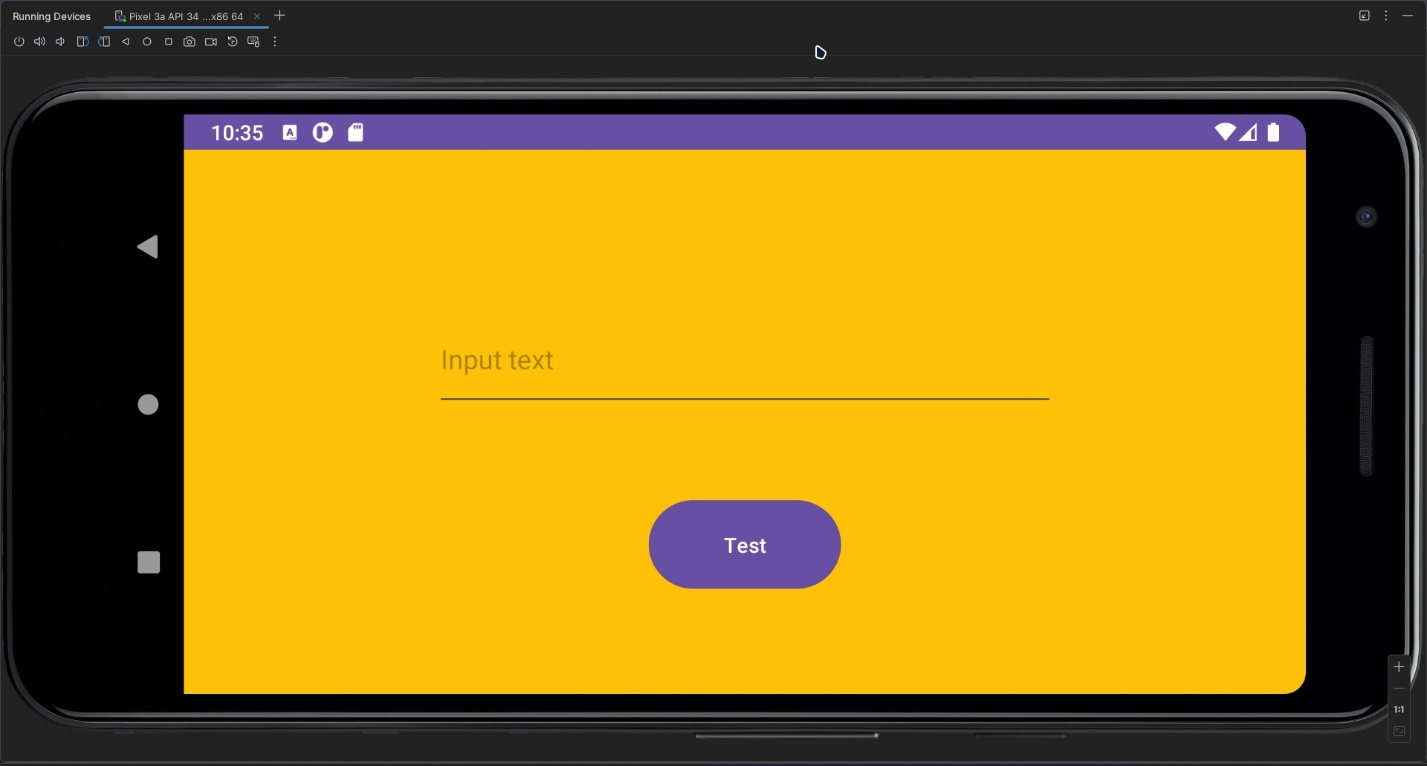 Running Devices
Pixel 3a API 34 ...x86 64
10:35
Input text
Test
1:1